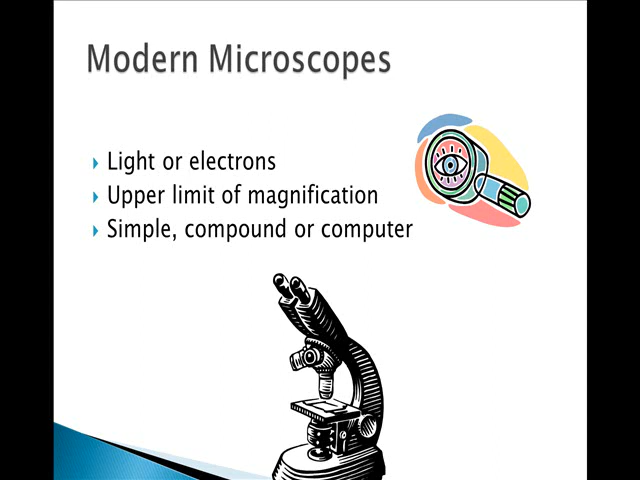 Modern Microscopes
Light or electrons
Upper limit of magnification
Simple, compound or computer